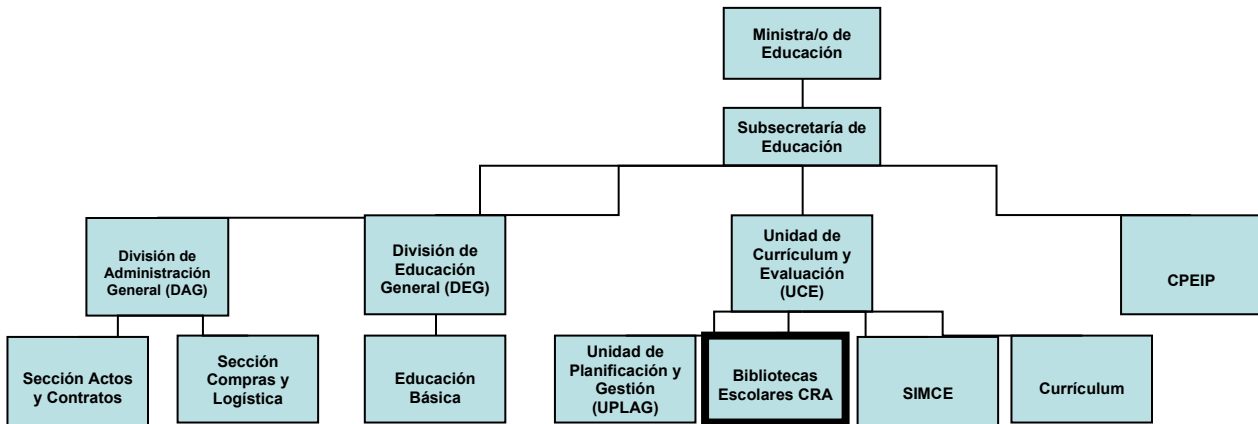 Ministra/o de
Educación
Subsecretaría de
Educación
División de
Administración
General (DAG)
División de
Educación
General (DEG)
Unidad de
Currículum y
Evaluación
(UCE)
CPEIP
Sección Actos
y Contratos
Sección
Compras y
Logística
Educación
Básica
Unidad de
Planificación y
Gestión
(UPLAG)
Bibliotecas
Escolares CRA
SIMCE
Currículum